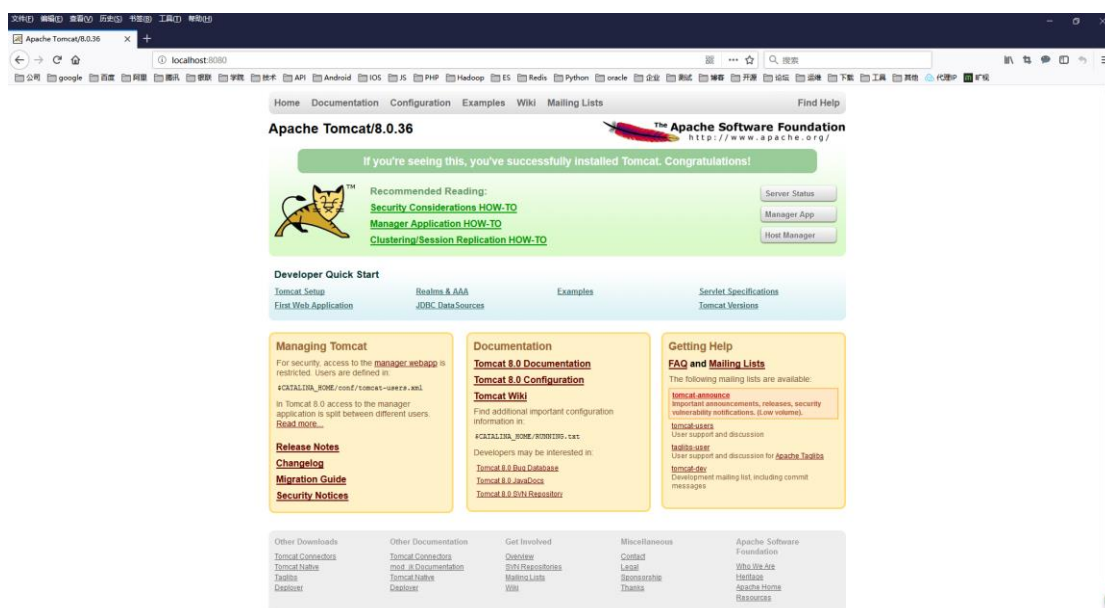 文件(F) 编辑(E) 查看(V) 历史(S) 书签(B) 工具(T) 帮助(H)
Apache Tomcat/8.0.36
localhost:8080
搜索
公司 google 百度 阿里 腾讯 银联 学院 技术 API Android IOS JS PHP Hadoop ES Redis Python oracle 企业 测试 博客 开源 论坛 运维 下载 工具 其他 代理IP 旷视
Home Documentation Configuration Examples Wiki Mailing Lists Find Help
Apache Tomcat/8.0.36
The Apache Software Foundation
http://www.apache.org/
If you're seeing this, you've successfully installed Tomcat. Congratulations!
TM
Recommended Reading:
Security Considerations HOW-TO
Manager Application HOW-TO
Clustering/Session Replication HOW-TO
Server Status
Manager App
Host Manager
Developer Quick Start
Tomcat Setup Realms & AAA Examples Servlet Specifications
First Web Application JDBC DataSources Tomcat Versions
Managing Tomcat
For security, access to the manager webapp is
restricted. Users are defined in:
$CATALINA_HOME/conf/tomcat-users.xml
In Tomcat 8.0 access to the manager
application is split between different users.
Read more...
Release Notes
Changelog
Migration Guide
Security Notices
Documentation
Tomcat 8.0 Documentation
Tomcat 8.0 Configuration
Tomcat Wiki
Find additional important configuration
information in:
$CATALINA_HOME/RUNNING.txt
Developers may be interested in:
Tomcat 8.0 Bug Database
Tomcat 8.0 JavaDocs
Tomcat 8.0 SVN Repository
Getting Help
FAQ and Mailing Lists
The following mailing lists are available:
tomcat-announce
Important announcements, releases, security
vulnerability notifications. (Low volume).
tomcat-users
User support and discussion
taglibs-user
User support and discussion for Apache Taglibs
tomcat-dev
Development mailing list, including commit
messages
Other Downloads
Tomcat Connectors
Tomcat Native
Taglibs
Deployer
Other Documentation
Tomcat Connectors
mod_jk Documentation
Tomcat Native
Deployer
Get Involved
Overview
SVN Repositories
Mailing Lists
Wiki
Miscellaneous
Contact
Legal
Sponsorship
Thanks
Apache Software
Foundation
Who We Are
Heritage
Apache Home
Resources